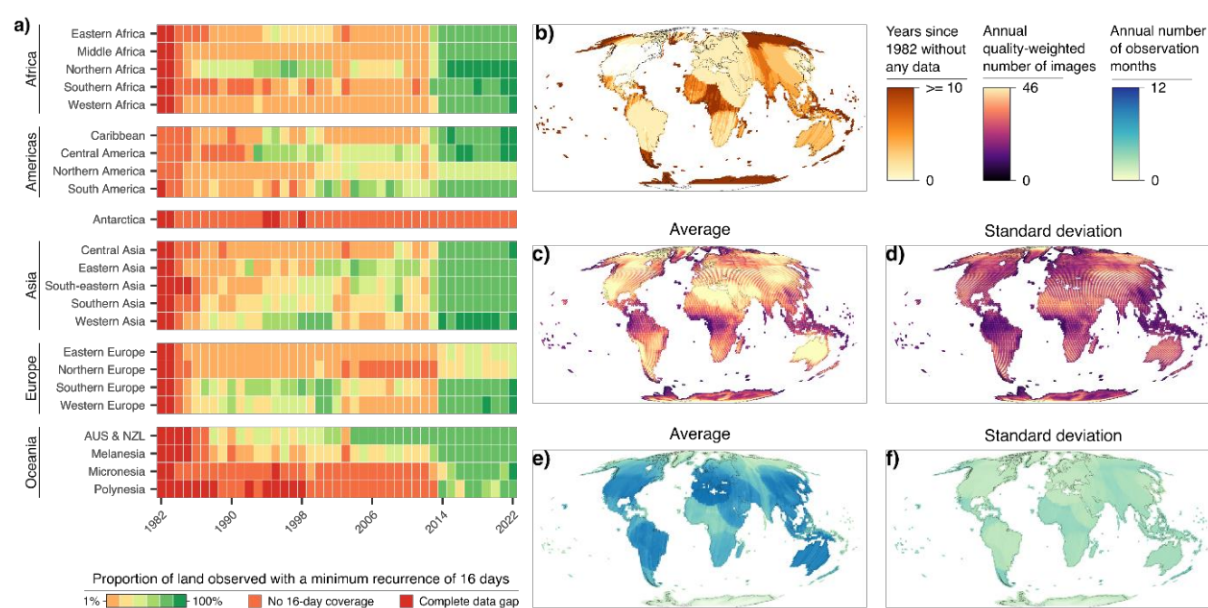 a)
Africa
Eastern Africa
Middle Africa
Northern Africa
Southern Africa
Western Africa
Americas
Caribbean
Central America
Northern America
South America
Antarctica
Asia
Central Asia
Eastern Asia
South-eastern Asia
Southern Asia
Western Asia
Europe
Eastern Europe
Northern Europe
Southern Europe
Western Europe
Oceania
AUS & NZL
Melanesia
Micronesia
Polynesia
1982
1990
1998
2006
2014
2022
Proportion of land observed with a minimum recurrence of 16 days
1% 100% No 16-day coverage Complete data gap
b)
Years since
1982 without
any data
>= 10
0
Annual
quality-weighted
number of images
46
0
Annual number
of observation
months
12
0
Average
c)
Standard deviation
d)
Average
e)
Standard deviation
f)